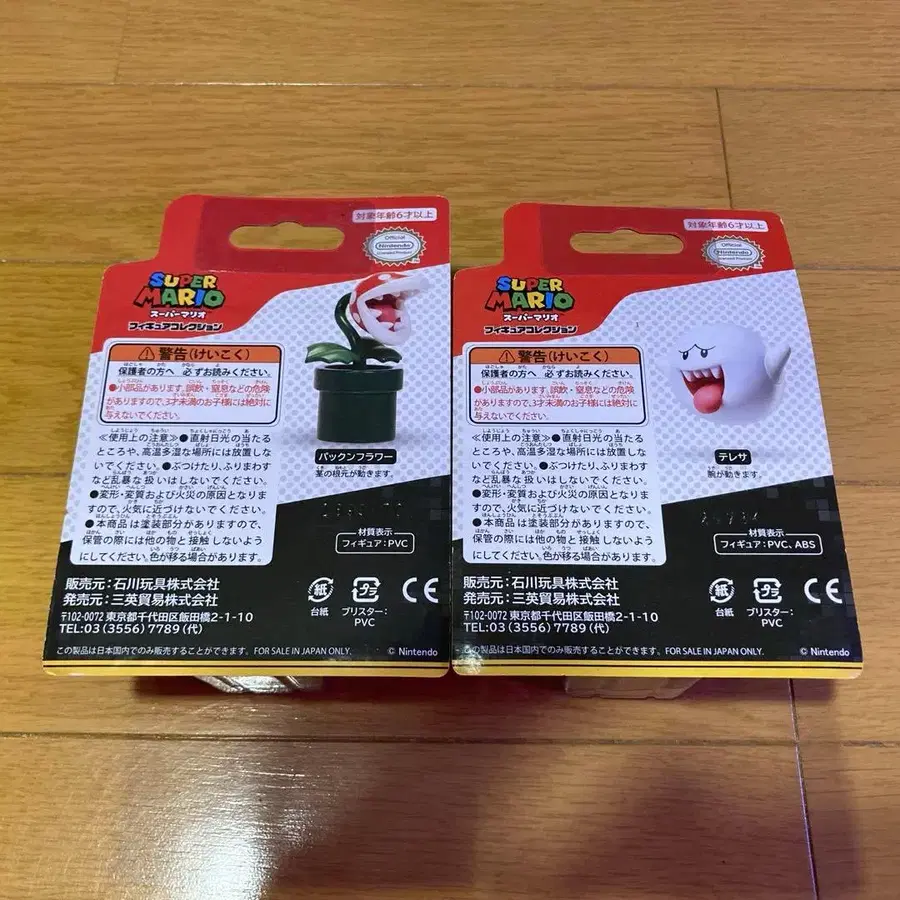 対象年齢6才以上
Official
Nintendo
Licensed Product
SUPER
MARIO
スーパーマリオ
フィギュアコレクション
警告(けいこく)
保護者の方へ 必ずお読みください。
●小部品があります。誤飲・窒息などの危険
がありますので、3才未満のお子様には絶対に
与えないでください。
≪使用上の注意≫●直射日光の当たる
ところや、高温多湿な場所には放置しな
いでください。●ぶつけたり、ふりまわす
など乱暴な扱いはしないでください。
●変形・変質および火災の原因となりま
すので、火気に近づけないでください。
●本商品は塗装部分がありますので、
保管の際には他の物と接触しないよう
にしてください。色が移る場合があります。
パックンフラワー
茎の根元が動きます。
材質表示
フィギュア:PVC
販売元:石川玩具株式会社
発売元:三英貿易株式会社
〒102-0072 東京都千代田区飯田橋2-1-10
TEL:03 (3556) 7789 (代)
紙
台紙
プラ
ブリスター:
PVC
CE
この製品は日本国内でのみ販売することができます。 FOR SALE IN JAPAN ONLY.
© Nintendo
対象年齢6才以上
Official
Nintendo
Licensed Product
SUPER
MARIO
スーパーマリオ
フィギュアコレクション
警告(けいこく)
保護者の方へ 必ずお読みください。
●小部品があります。誤飲・窒息などの危険
がありますので、3才未満のお子様には絶対に
与えないでください。
≪使用上の注意≫●直射日光の当たる
ところや、高温多湿な場所には放置しな
いでください。●ぶつけたり、ふりまわす
など乱暴な扱いはしないでください。
●変形・変質および火災の原因となりま
すので、火気に近づけないでください。
●本商品は塗装部分がありますので、
保管の際には他の物と接触しないよう
にしてください。色が移る場合があります。
テレサ
腕が動きます。
材質表示
フィギュア:PVC、ABS
販売元:石川玩具株式会社
発売元:三英貿易株式会社
〒102-0072 東京都千代田区飯田橋2-1-10
TEL:03 (3556) 7789 (代)
紙
台紙
プラ
ブリスター:
PVC
CE
この製品は日本国内でのみ販売することができます。 FOR SALE IN JAPAN ONLY.
© Nintendo